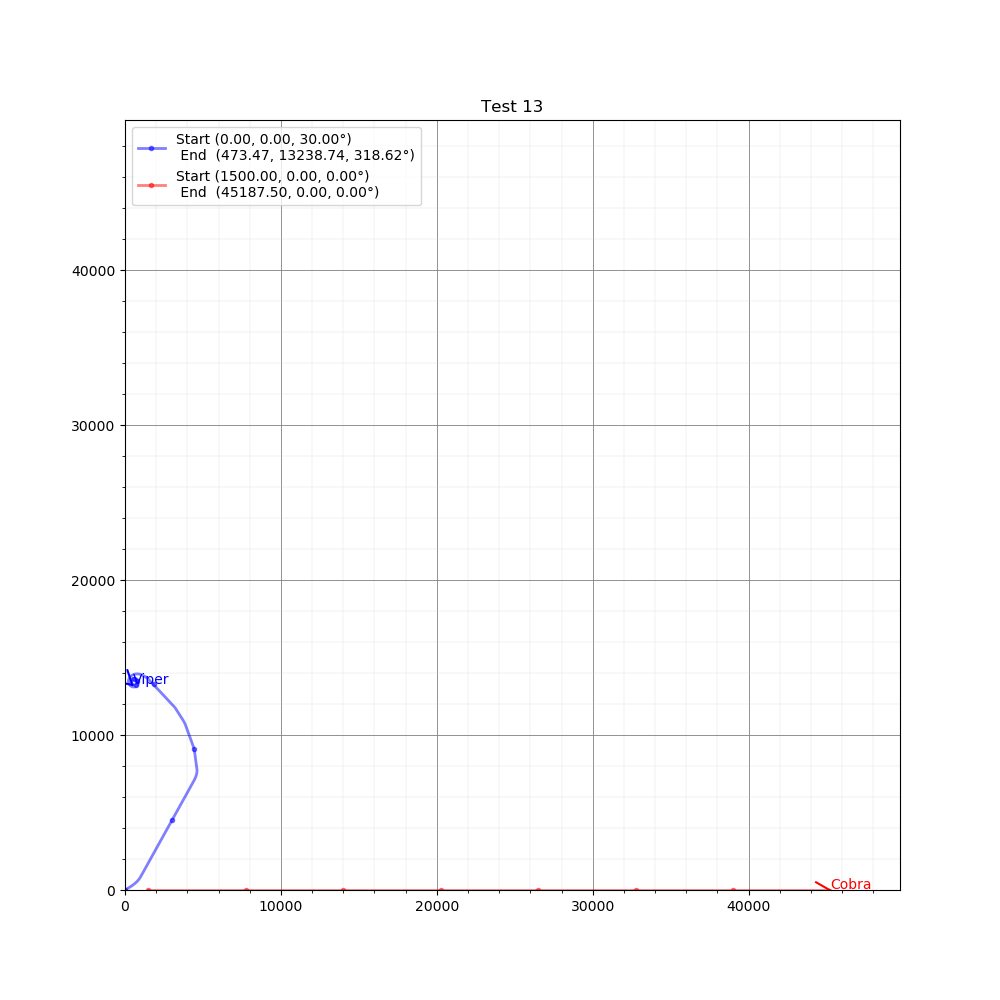 Test 13
Start (0.00, 0.00, 30.00°)
End (473.47, 13238.74, 318.62°)
Start (1500.00, 0.00, 0.00°)
End (45187.50, 0.00, 0.00°)
40000
30000
20000
Viper
10000
0
Cobra
0 10000 20000 30000 40000